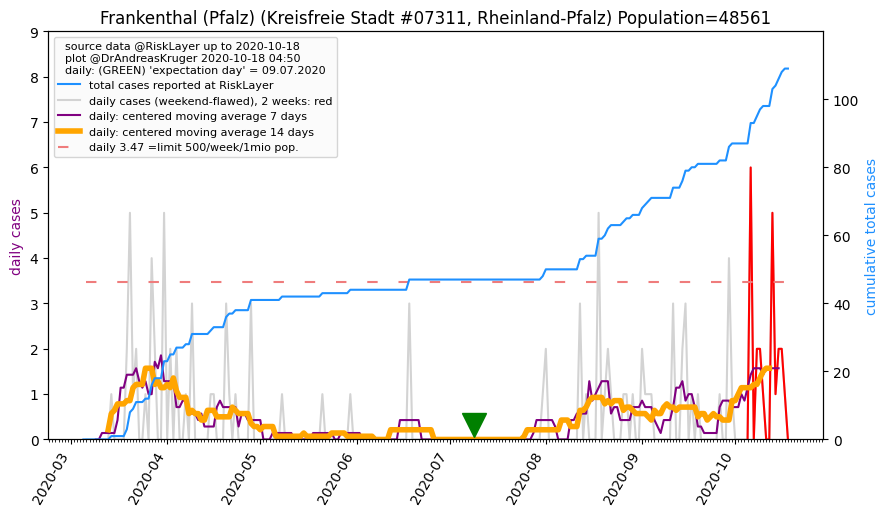 Frankenthal (Pfalz) (Kreisfreie Stadt #07311, Rheinland-Pfalz) Population=48561
source data @RiskLayer up to 2020-10-18
plot @DrAndreasKruger 2020-10-18 04:50
daily: (GREEN) 'expectation day' = 09.07.2020
total cases reported at RiskLayer
daily cases (weekend-flawed), 2 weeks: red
daily: centered moving average 7 days
daily: centered moving average 14 days
daily 3.47 =limit 500/week/1mio pop.
daily cases
9
8
7
6
5
4
3
2
1
0
100
80
60
40
20
0
cumulative total cases
2020-03
2020-04
2020-05
2020-06
2020-07
2020-08
2020-09
2020-10